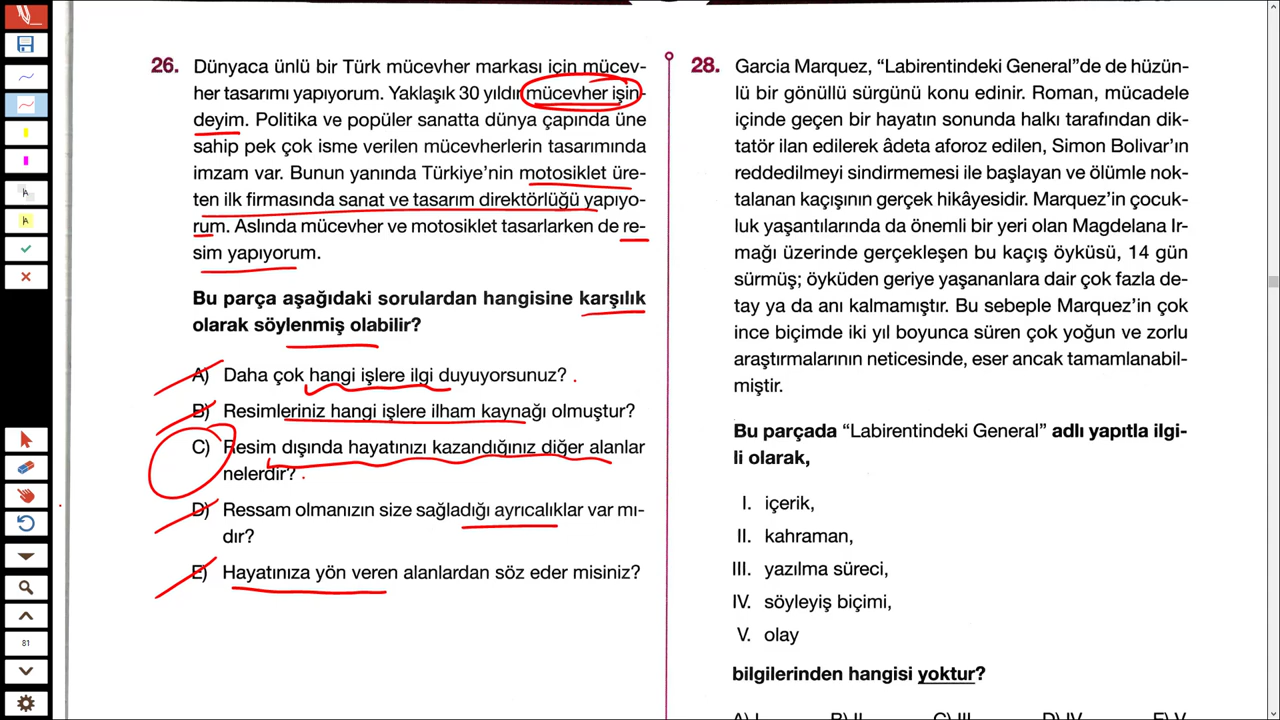 26. Dünyaca ünlü bir Türk mücevher markası için mücev-
her tasarımı yapıyorum. Yaklaşık 30 yıldır mücevher işin-
deyim. Politika ve popüler sanatta dünya çapında üne
sahip pek çok isme verilen mücevherlerin tasarımında
imzam var. Bunun yanında Türkiye’nin motosiklet üre-
ten ilk firmasında sanat ve tasarım direktörlüğü yapıyo-
rum. Aslında mücevher ve motosiklet tasarlarken de re-
sim yapıyorum.
Bu parça aşağıdaki sorulardan hangisine karşılık
olarak söylenmiş olabilir?
A) Daha çok hangi işlere ilgi duyuyorsunuz?
B) Resimleriniz hangi işlere ilham kaynağı olmuştur?
C) Resim dışında hayatınızı kazandığınız diğer alanlar
nelerdir?
D) Ressam olmanızın size sağladığı ayrıcalıklar var mı-
dır?
E) Hayatınıza yön veren alanlardan söz eder misiniz?
28. Garcia Marquez, “Labirentindeki General”de de hüzün-
lü bir gönüllü sürgünü konu edinir. Roman, mücadele
içinde geçen bir hayatın sonunda halkı tarafından dik-
tatör ilan edilerek âdeta aforoz edilen, Simon Bolivar’ın
reddedilmeyi sindirmemesi ile başlayan ve ölümle nok-
talanan kaçışının gerçek hikâyesidir. Marquez’in çocuk-
luk yaşantılarında da önemli bir yeri olan Magdelana Ir-
mağı üzerinde gerçekleşen bu kaçış öyküsü, 14 gün
sürmüş; öyküden geriye yaşananlara dair çok fazla de-
tay ya da anı kalmamıştır. Bu sebeple Marquez’in çok
ince biçimde iki yıl boyunca süren çok yoğun ve zorlu
araştırmalarının neticesinde, eser ancak tamamlanabil-
miştir.
Bu parçada “Labirentindeki General” adlı yapıtla ilgi-
li olarak,
I. içerik,
II. kahraman,
III. yazılma süreci,
IV. söyleyiş biçimi,
V. olay
bilgilerinden hangisi yoktur?
A) I B) II C) III D) IV E) V
81